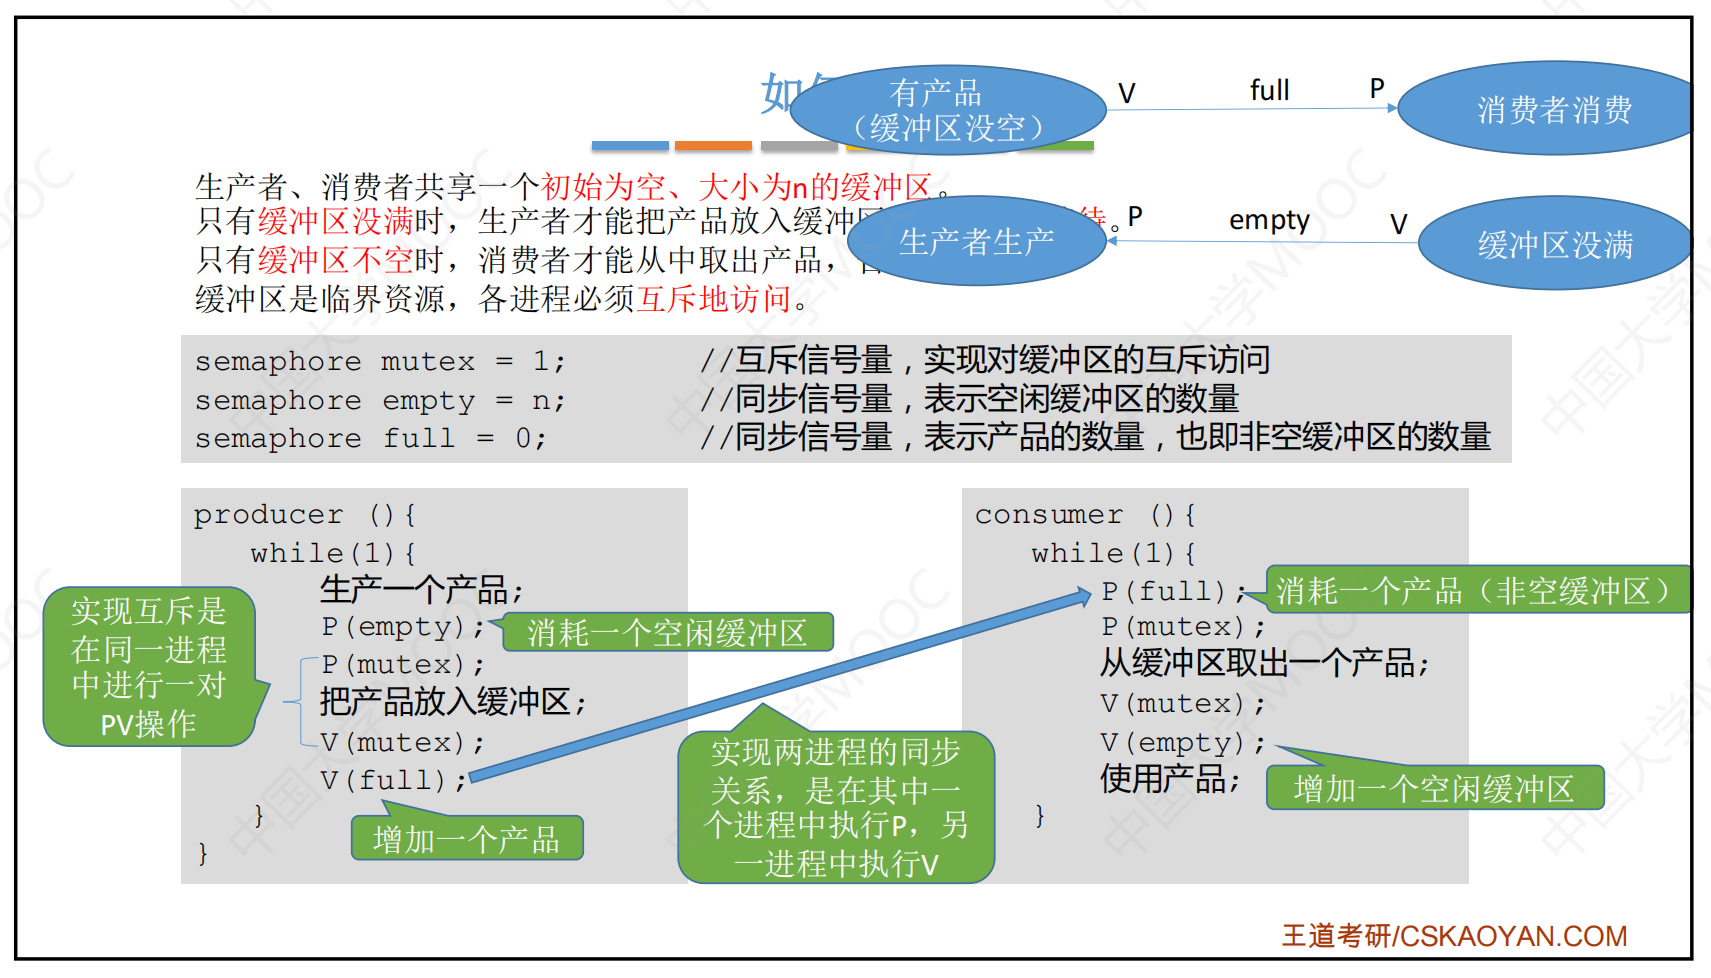 如何
有产品
（缓冲区没空）
V full P
消费者消费
生产者、消费者共享一个初始为空、大小为n的缓冲区。
只有缓冲区没满时，生产者才能把产品放入缓冲区 待。
P empty V
生产者生产
缓冲区没满
只有缓冲区不空时，消费者才能从中取出产品，
缓冲区是临界资源，各进程必须互斥地访问。
semaphore mutex = 1; //互斥信号量，实现对缓冲区的互斥访问
semaphore empty = n; //同步信号量，表示空闲缓冲区的数量
semaphore full = 0; //同步信号量，表示产品的数量，也即非空缓冲区的数量
producer (){
while(1){
生产一个产品;
P(empty);
消耗一个空闲缓冲区
P(mutex);
把产品放入缓冲区;
V(mutex);
V(full);
增加一个产品
}
}
实现互斥是
在同一进程
中进行一对
PV操作
实现两进程的同步
关系，是在其中一
个进程中执行P，另
一进程中执行V
consumer (){
while(1){
P(full);
消耗一个产品（非空缓冲区）
P(mutex);
从缓冲区取出一个产品;
V(mutex);
V(empty);
增加一个空闲缓冲区
使用产品;
}
王道考研/CSKAOYAN.COM
中国大学MOOC